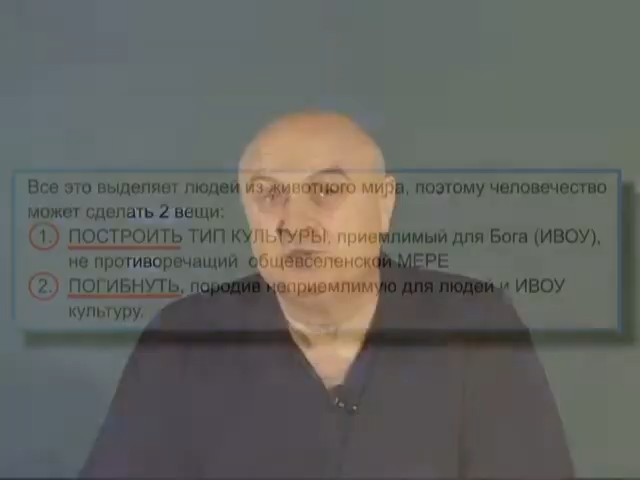 Все это выделяет людей из животного мира, поэтому человечество
может сделать 2 вещи:
1. ПОСТРОИТЬ ТИП КУЛЬТУРЫ, приемлимый для Бога (ИВОУ),
не противоречащий общевселенской МЕРЕ
2. ПОГИБНУТЬ, породив неприемлимую для людей и ИВОУ
культуру.